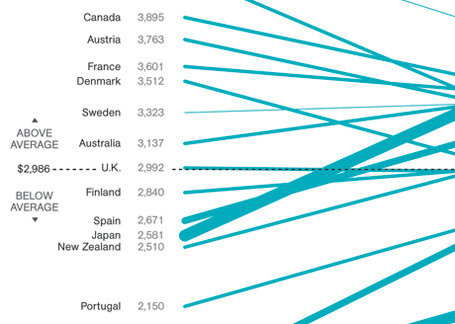 Canada 3,895
Austria 3,763
France 3,601
Denmark 3,512
Sweden 3,323
ABOVE
AVERAGE
Australia 3,137
$2,986 U.K. 2,992
Finland 2,840
BELOW
AVERAGE
Spain 2,671
Japan 2,581
New Zealand 2,510
Portugal 2,150